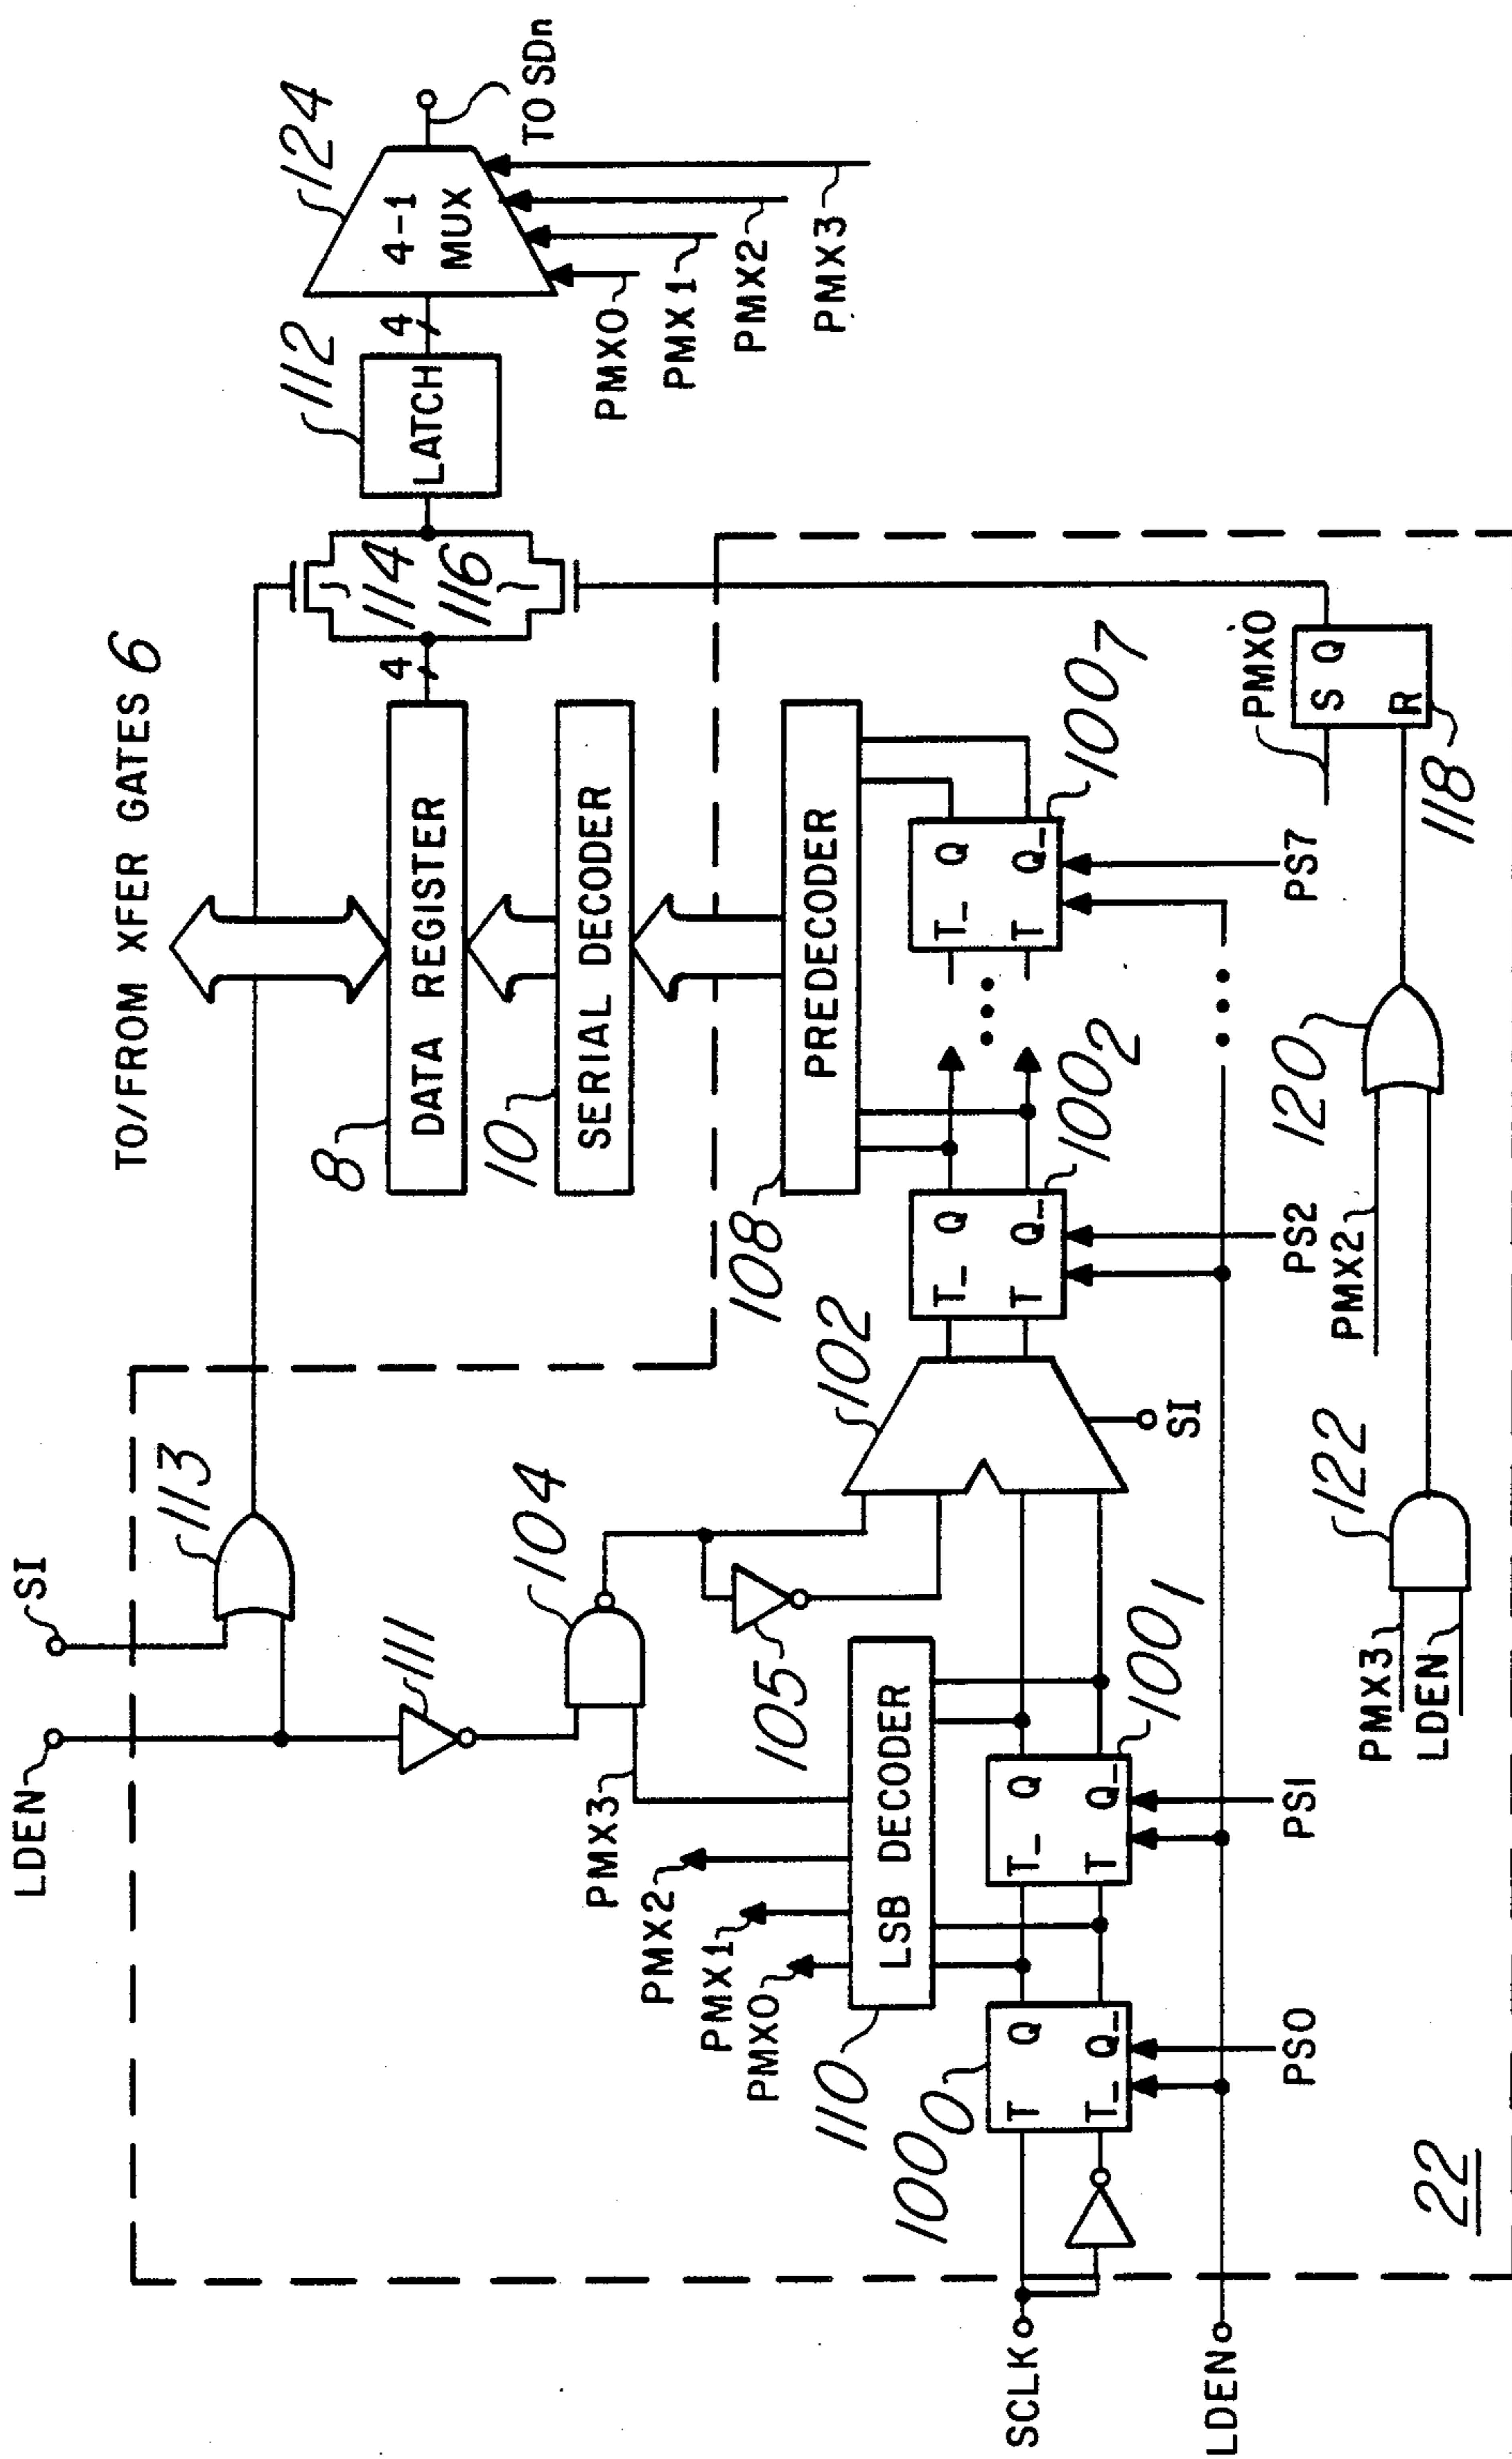 LDEN
SI
TO/FROM XFER GATES 6
113
111
104
PMX3
PMX2
PMX1
PMX0
105
110
LSB DECODER
8
DATA REGISTER
4
114
116
112
LATCH
4
124
4-1
MUX
TO SDn
PMX0
PMX1
PMX2
PMX3
10
SERIAL DECODER
108
PREDECODER
102
SI
SCLK
LDEN
100₀
T Q
T_ Q_
PS0
100₁
T_ Q
T Q_
PS1
100₂
T_ Q
T Q_
PS2
100₇
T_ Q
T Q_
PS7
PMX3
LDEN
122
PMX2
120
PMX0
S Q
R
118
22